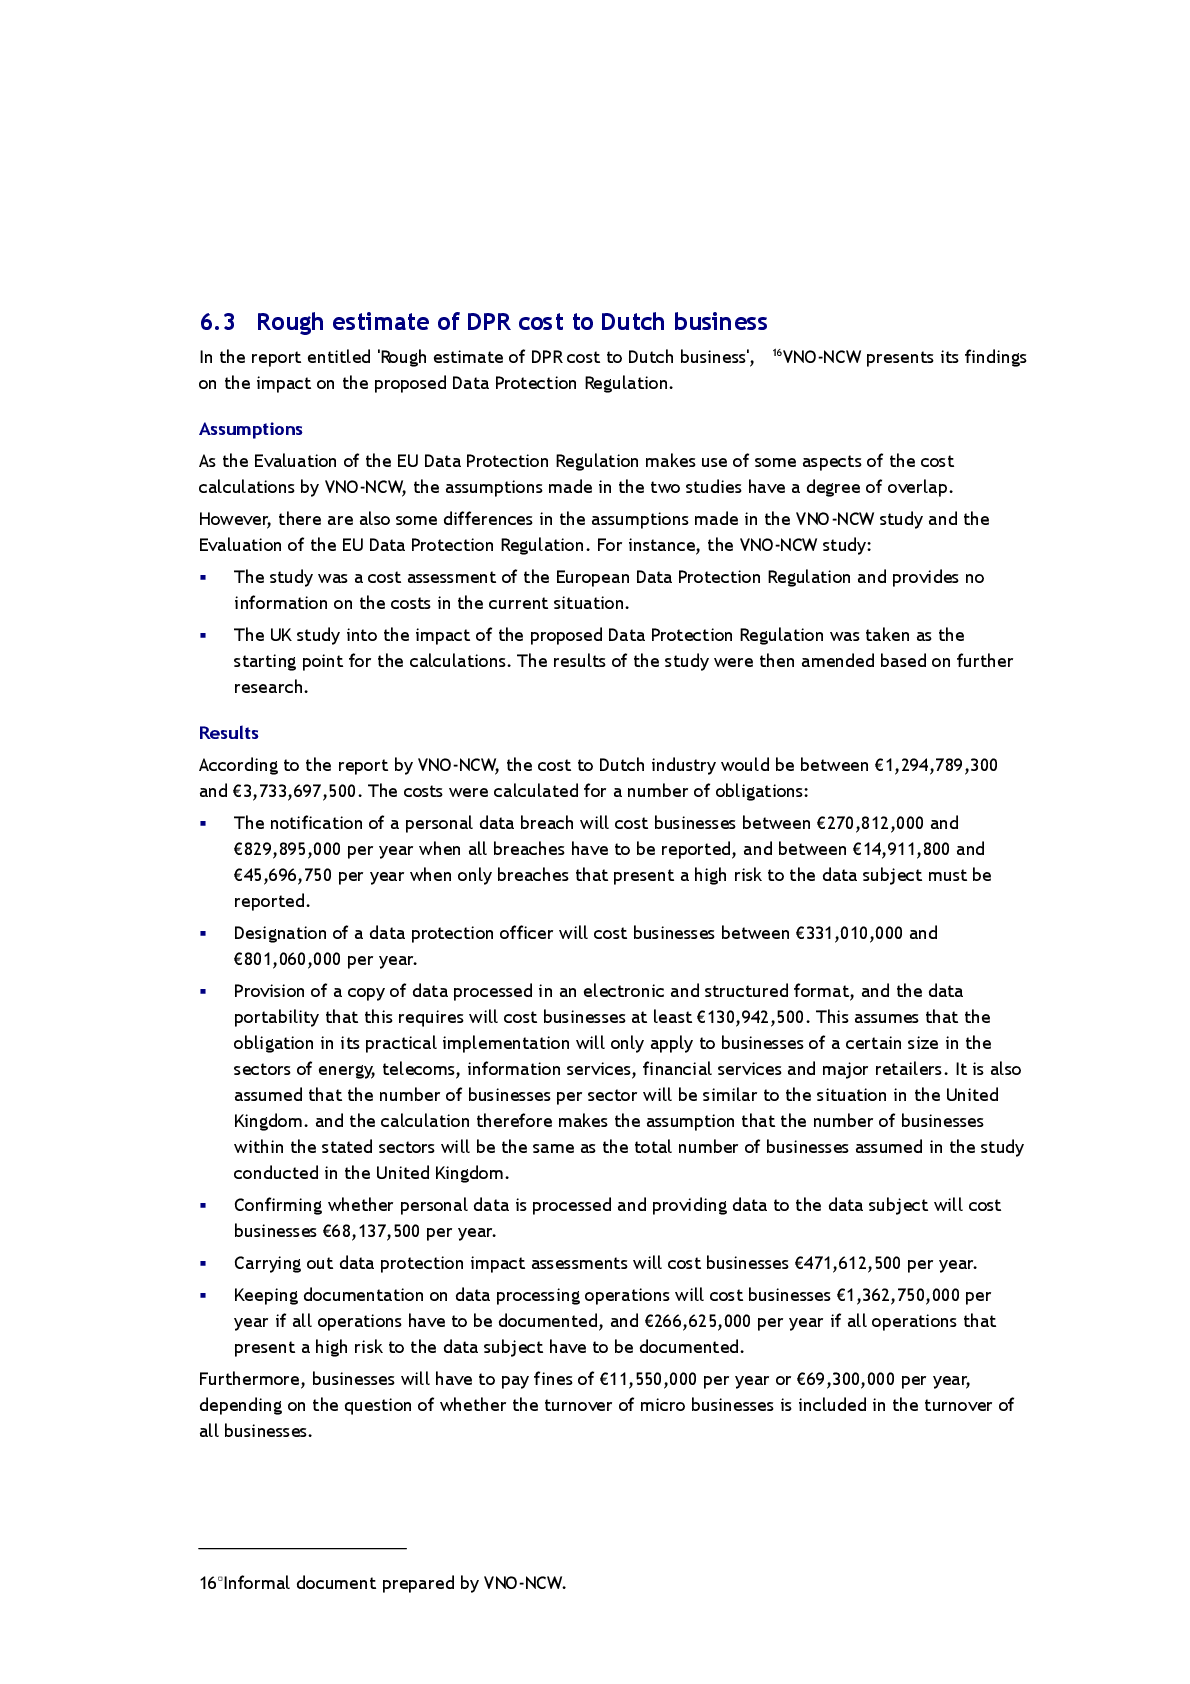 6.3 Rough estimate of DPR cost to Dutch business
In the report entitled 'Rough estimate of DPR cost to Dutch business', 16VNO-NCW presents its findings
on the impact on the proposed Data Protection Regulation.
Assumptions
As the Evaluation of the EU Data Protection Regulation makes use of some aspects of the cost
calculations by VNO-NCW, the assumptions made in the two studies have a degree of overlap.
However, there are also some differences in the assumptions made in the VNO-NCW study and the
Evaluation of the EU Data Protection Regulation. For instance, the VNO-NCW study:
▪ The study was a cost assessment of the European Data Protection Regulation and provides no
information on the costs in the current situation.
▪ The UK study into the impact of the proposed Data Protection Regulation was taken as the
starting point for the calculations. The results of the study were then amended based on further
research.
Results
According to the report by VNO-NCW, the cost to Dutch industry would be between €1,294,789,300
and €3,733,697,500. The costs were calculated for a number of obligations:
▪ The notification of a personal data breach will cost businesses between €270,812,000 and
€829,895,000 per year when all breaches have to be reported, and between €14,911,800 and
€45,696,750 per year when only breaches that present a high risk to the data subject must be
reported.
▪ Designation of a data protection officer will cost businesses between €331,010,000 and
€801,060,000 per year.
▪ Provision of a copy of data processed in an electronic and structured format, and the data
portability that this requires will cost businesses at least €130,942,500. This assumes that the
obligation in its practical implementation will only apply to businesses of a certain size in the
sectors of energy, telecoms, information services, financial services and major retailers. It is also
assumed that the number of businesses per sector will be similar to the situation in the United
Kingdom. and the calculation therefore makes the assumption that the number of businesses
within the stated sectors will be the same as the total number of businesses assumed in the study
conducted in the United Kingdom.
▪ Confirming whether personal data is processed and providing data to the data subject will cost
businesses €68,137,500 per year.
▪ Carrying out data protection impact assessments will cost businesses €471,612,500 per year.
▪ Keeping documentation on data processing operations will cost businesses €1,362,750,000 per
year if all operations have to be documented, and €266,625,000 per year if all operations that
present a high risk to the data subject have to be documented.
Furthermore, businesses will have to pay fines of €11,550,000 per year or €69,300,000 per year,
depending on the question of whether the turnover of micro businesses is included in the turnover of
all businesses.
16 Informal document prepared by VNO-NCW.